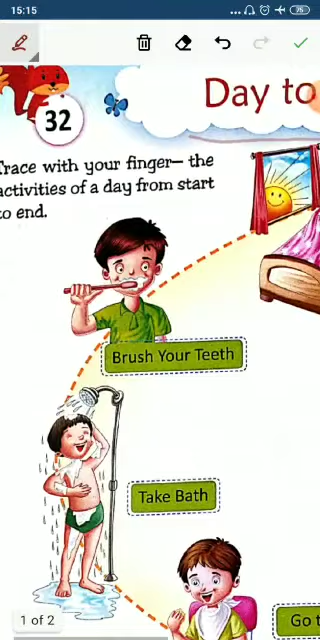 15:15
75
32
Day to
Trace with your finger— the
activities of a day from start
to end.
Brush Your Teeth
Take Bath
1 of 2
Go t